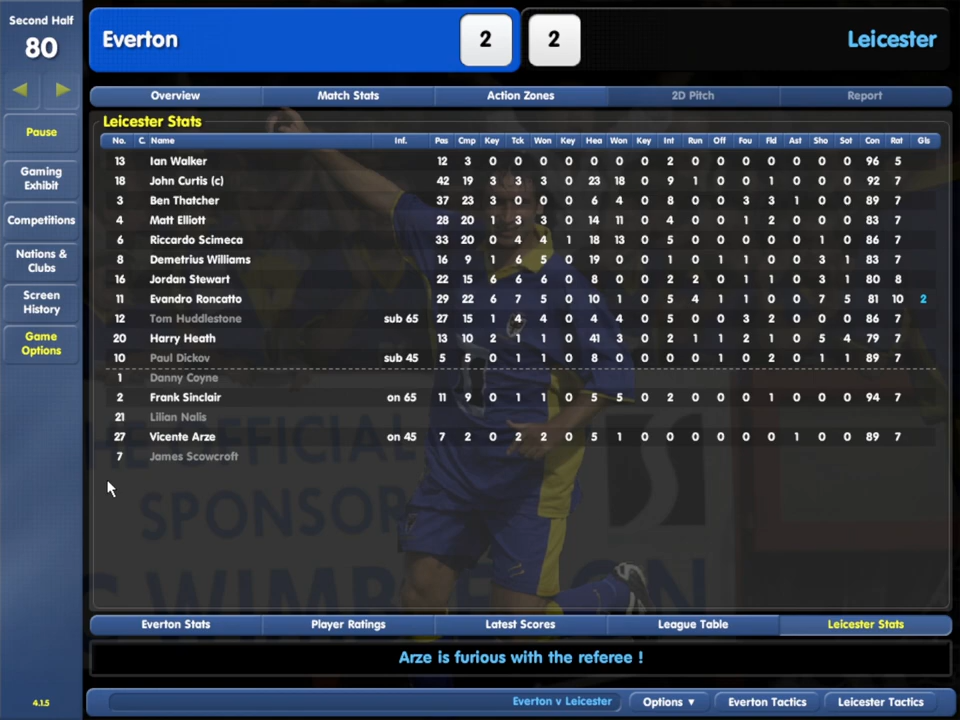 Second Half
80
Everton 2 2 Leicester
Overview Match Stats Action Zones 2D Pitch Report
Pause
Gaming Exhibit
Competitions
Nations & Clubs
Screen History
Game Options
4.1.5
Leicester Stats
No. C. Name Inf. Pas Cmp Key Tck Won Key Hea Won Key Int Run Off Fou Fld Ast Sho Sot Con Rat Gls
13 Ian Walker 12 3 0 0 0 0 0 0 0 2 0 0 0 0 0 0 0 96 5
18 John Curtis (c) 42 19 3 3 3 0 23 18 0 9 1 0 0 1 0 0 0 92 7
3 Ben Thatcher 37 23 3 0 0 0 6 4 0 8 0 0 3 3 1 0 0 89 7
4 Matt Elliott 28 20 1 3 3 0 14 11 0 4 0 0 1 2 0 0 0 83 7
6 Riccardo Scimeca 33 20 0 4 4 1 18 13 0 5 0 0 0 0 0 1 0 86 7
8 Demetrius Williams 16 9 1 6 5 0 19 0 0 1 0 1 1 0 0 3 1 83 7
16 Jordan Stewart 22 15 6 6 6 0 8 0 0 2 2 0 0 1 0 3 1 80 8
11 Evandro Roncatto 29 22 6 7 5 0 10 1 0 5 4 1 1 0 0 7 5 81 10 2
12 Tom Huddlestone sub 65 27 15 1 4 4 0 4 4 0 5 0 0 3 2 0 0 0 86 7
20 Harry Heath 13 10 2 1 1 0 41 3 0 2 1 1 2 1 0 5 4 79 7
10 Paul Dickov sub 45 5 5 0 1 1 0 8 0 0 0 0 1 0 2 0 1 1 89 7
1 Danny Coyne
2 Frank Sinclair on 65 11 9 0 1 1 0 5 5 0 2 0 0 0 1 0 0 0 94 7
21 Lilian Nalis
27 Vicente Arze on 45 7 2 0 2 2 0 5 1 0 0 0 0 0 0 1 0 0 89 7
7 James Scowcroft
THE OFFICIAL
SPONSOR
WIMBLEDON
Everton Stats Player Ratings Latest Scores League Table Leicester Stats
Arze is furious with the referee !
Everton v Leicester Options ▼ Everton Tactics Leicester Tactics